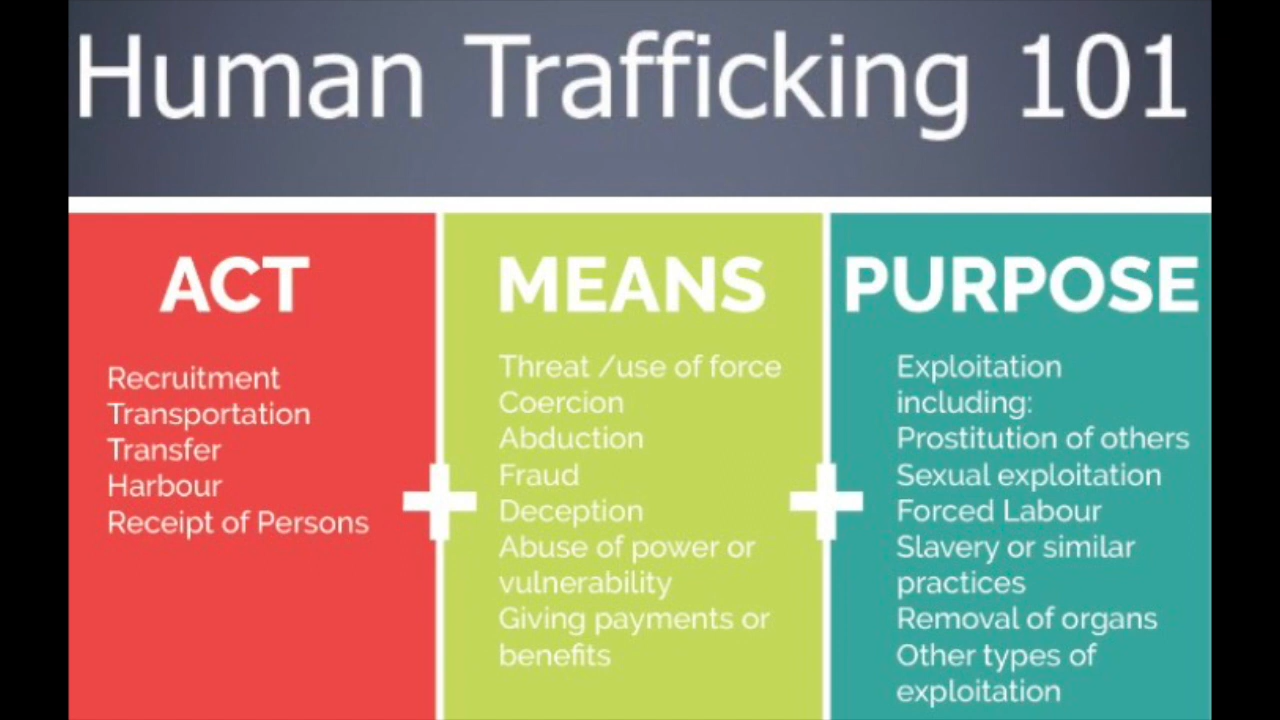 Human Trafficking 101
ACT
Recruitment
Transportation
Transfer
Harbour
Receipt of Persons
+
MEANS
Threat /use of force
Coercion
Abduction
Fraud
Deception
Abuse of power or
vulnerability
Giving payments or
benefits
+
PURPOSE
Exploitation
including:
Prostitution of others
Sexual exploitation
Forced Labour
Slavery or similar
practices
Removal of organs
Other types of
exploitation